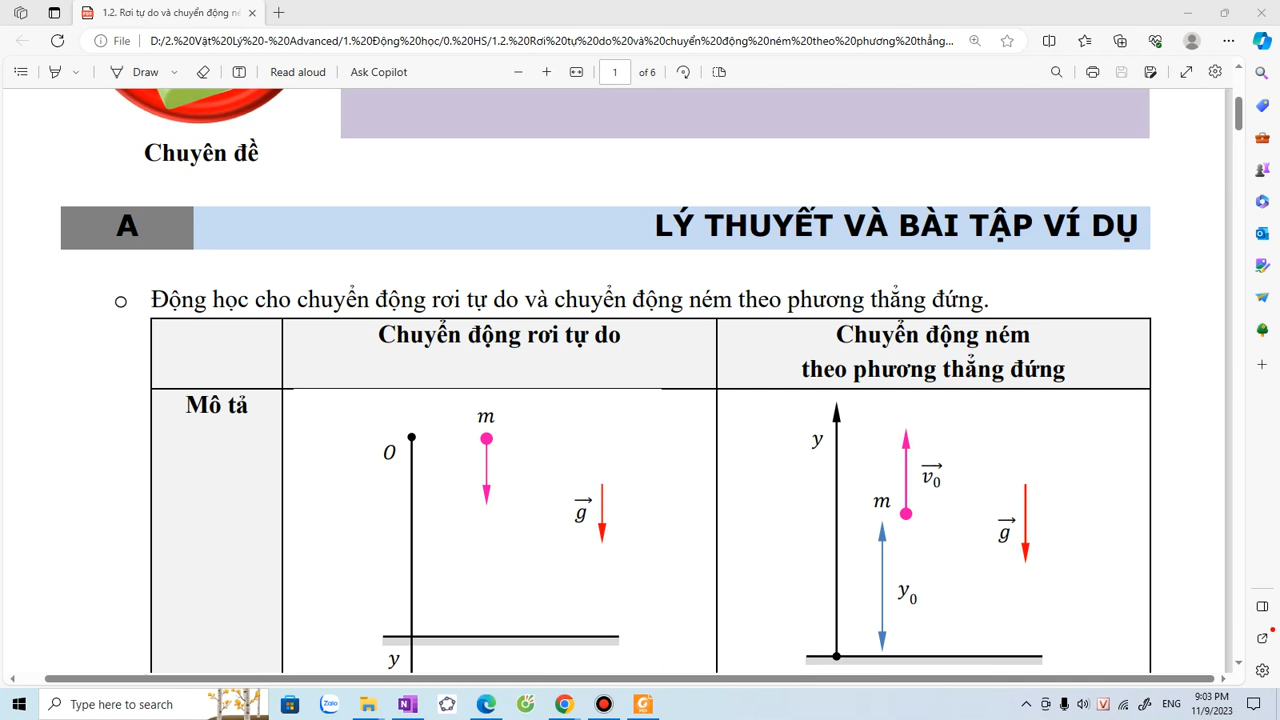 1.2. Rơi tự do và chuyển động né
File
D:/2.%20Vật%20Lý%20-%20Advanced/1.%20Động%20học/0.%20HS/1.2.%20Rơi%20tự%20do%20và%20chuyển%20động%20ném%20theo%20phương%20thẳng...
Draw
Read aloud
Ask Copilot
1 of 6
Chuyên đề
A
LÝ THUYẾT VÀ BÀI TẬP VÍ DỤ
o Động học cho chuyển động rơi tự do và chuyển động ném theo phương thẳng đứng.
Chuyển động rơi tự do
Chuyển động ném
theo phương thẳng đứng
Mô tả
m
O
g
y
y
v0
m
g
y0
Type here to search
Zalo
ENG
9:03 PM
11/9/2023